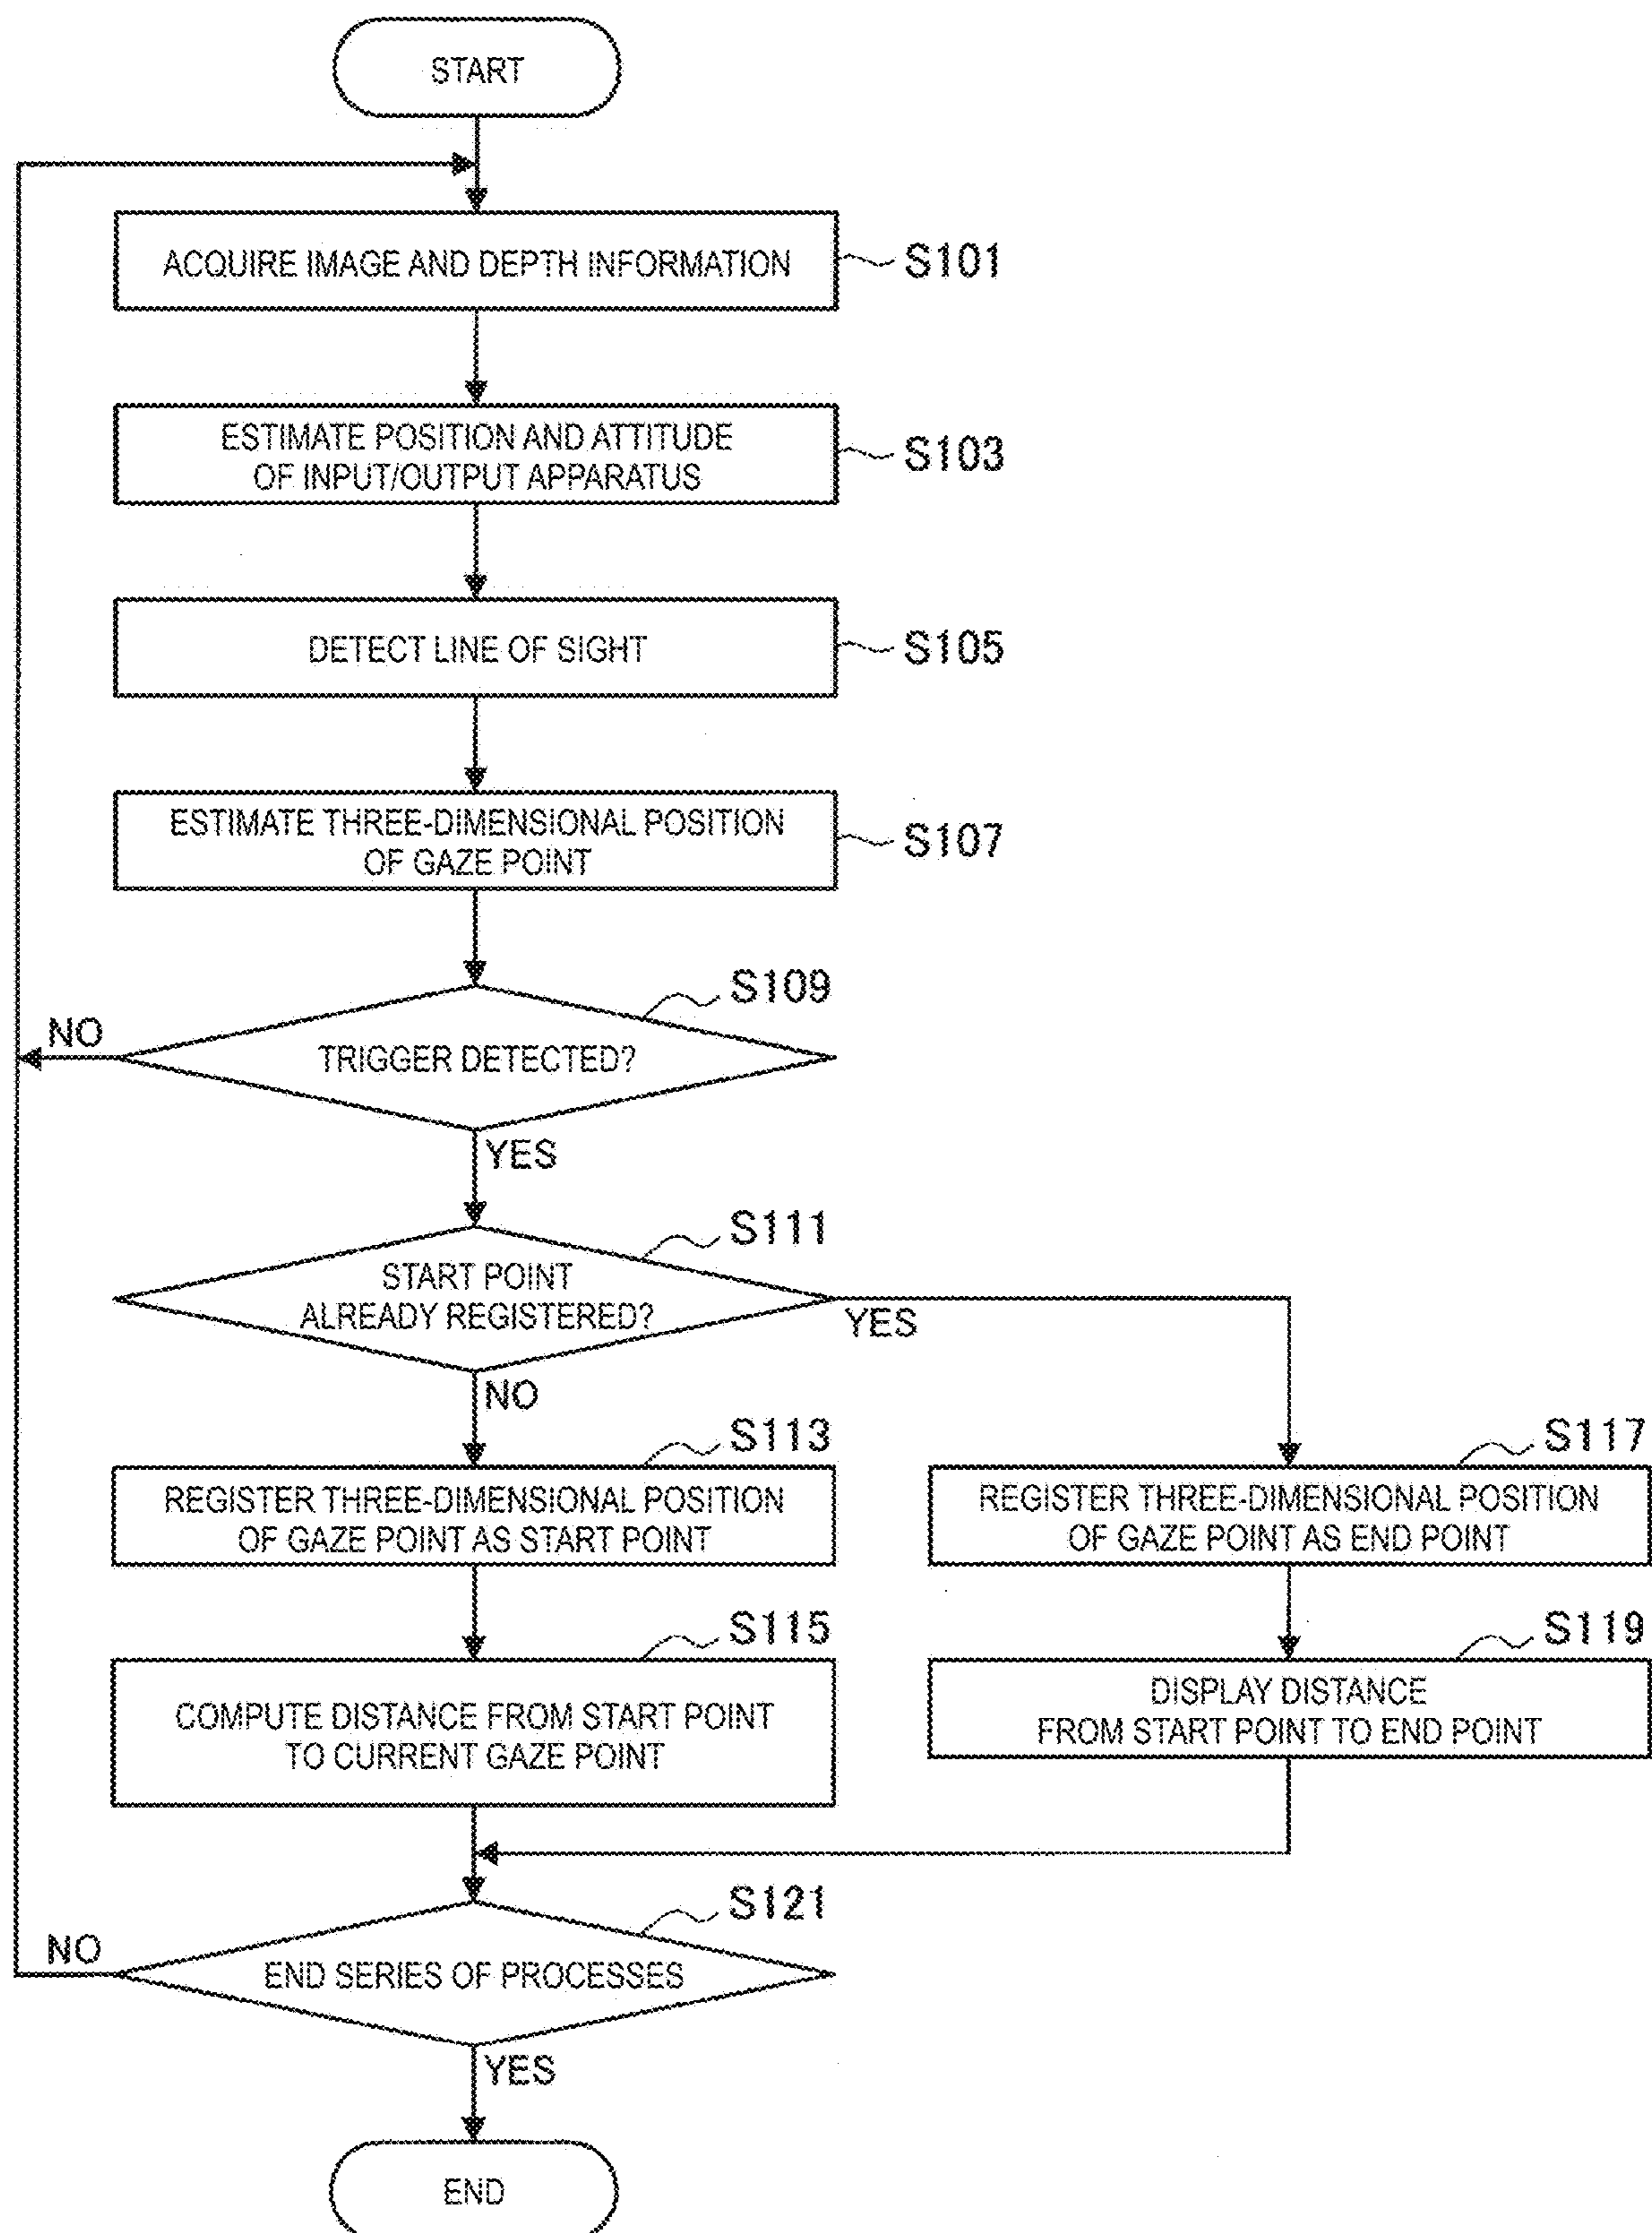 START
ACQUIRE IMAGE AND DEPTH INFORMATION
S101
ESTIMATE POSITION AND ATTITUDE
OF INPUT/OUTPUT APPARATUS
S103
DETECT LINE OF SIGHT
S105
ESTIMATE THREE-DIMENSIONAL POSITION
OF GAZE POINT
S107
S109
NO
TRIGGER DETECTED?
YES
S111
START POINT
ALREADY REGISTERED?
YES
NO
S113
REGISTER THREE-DIMENSIONAL POSITION
OF GAZE POINT AS START POINT
S115
COMPUTE DISTANCE FROM START POINT
TO CURRENT GAZE POINT
S117
REGISTER THREE-DIMENSIONAL POSITION
OF GAZE POINT AS END POINT
S119
DISPLAY DISTANCE
FROM START POINT TO END POINT
S121
NO
END SERIES OF PROCESSES
YES
END